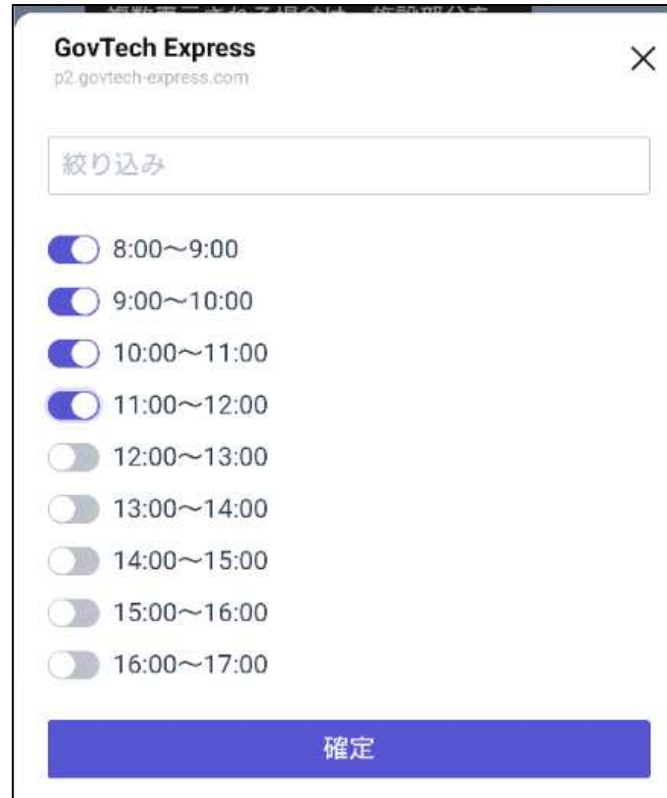 GovTech Express
p2.govtech-express.com
絞り込み
8:00〜9:00
9:00〜10:00
10:00〜11:00
11:00〜12:00
12:00〜13:00
13:00〜14:00
14:00〜15:00
15:00〜16:00
16:00〜17:00
確定